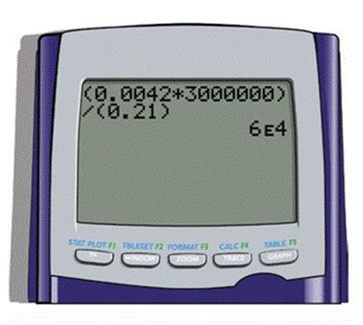 (0.0042*3000000)
/(0.21)
6E4
STAT PLOT F1 TBLSET F2 FORMAT F3 CALC F4 TABLE F5
WINDOW ZOOM TRACE GRAPH